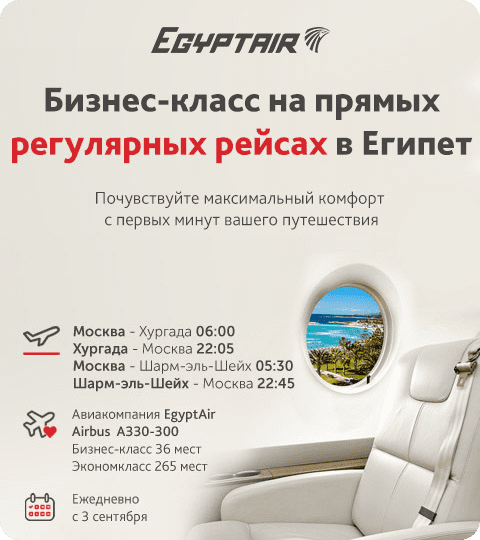 EGYPTAIR
Бизнес-класс на прямых
регулярных рейсах в Египет
Почувствуйте максимальный комфорт
с первых минут вашего путешествия
Москва - Хургада 06:00
Хургада - Москва 22:05
Москва - Шарм-эль-Шейх 05:30
Шарм-эль-Шейх - Москва 22:45
Авиакомпания EgyptAir
Airbus A330-300
Бизнес-класс 36 мест
Экономкласс 265 мест
Ежедневно
с 3 сентября